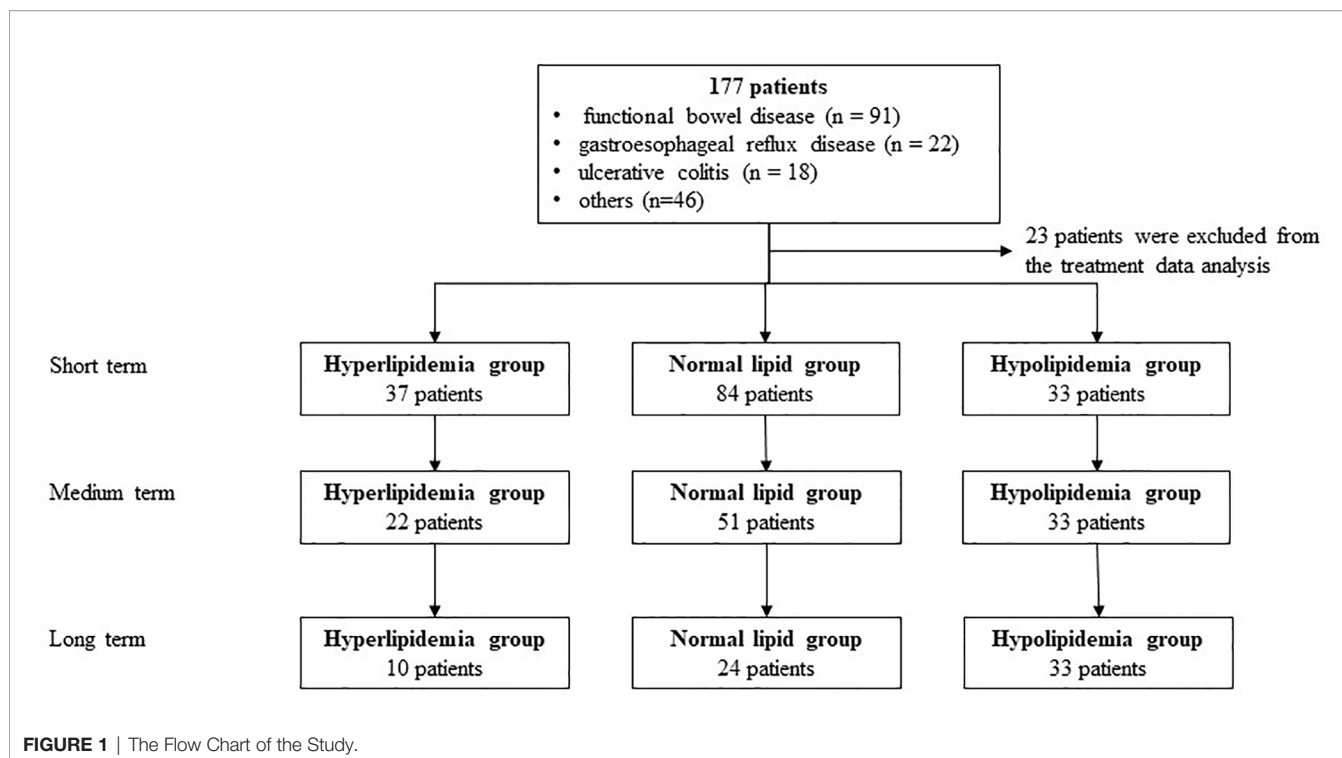 177 patients
• functional bowel disease (n = 91)
• gastroesophageal reflux disease (n = 22)
• ulcerative colitis (n = 18)
• others (n=46)
23 patients were excluded from
the treatment data analysis
Short term
Hyperlipidemia group
37 patients
Normal lipid group
84 patients
Hypolipidemia group
33 patients
Medium term
Hyperlipidemia group
22 patients
Normal lipid group
51 patients
Hypolipidemia group
33 patients
Long term
Hyperlipidemia group
10 patients
Normal lipid group
24 patients
Hypolipidemia group
33 patients
FIGURE 1 | The Flow Chart of the Study.